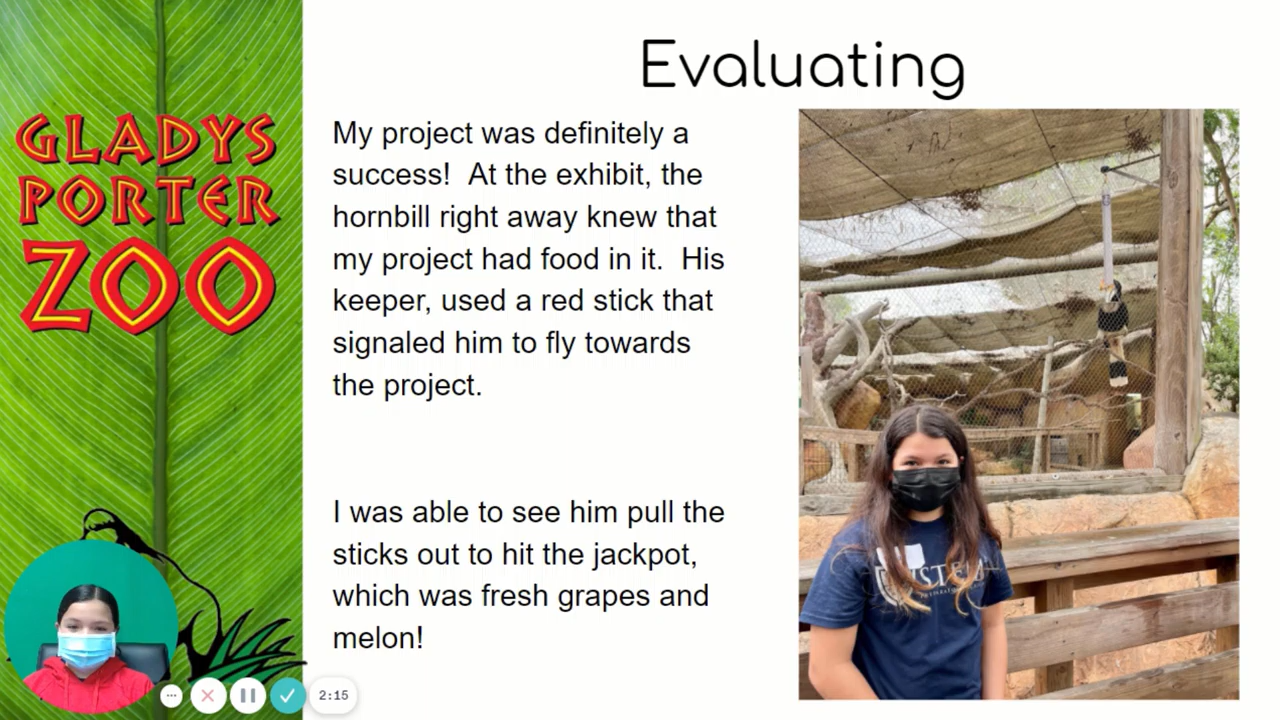 GLADYS
PORTER
ZOO
Evaluating
My project was definitely a
success!  At the exhibit, the
hornbill right away knew that
my project had food in it.  His
keeper, used a red stick that
signaled him to fly towards
the project.
I was able to see him pull the
sticks out to hit the jackpot,
which was fresh grapes and
melon!
2:15